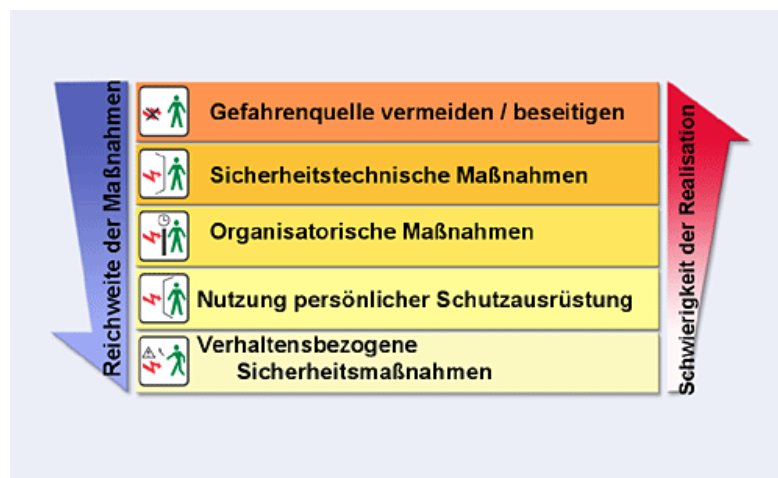 Reichweite der Maßnahmen
Gefahrenquelle vermeiden / beseitigen
Sicherheitstechnische Maßnahmen
Organisatorische Maßnahmen
Nutzung persönlicher Schutzausrüstung
Verhaltensbezogene
Sicherheitsmaßnahmen
Schwierigkeit der Realisation